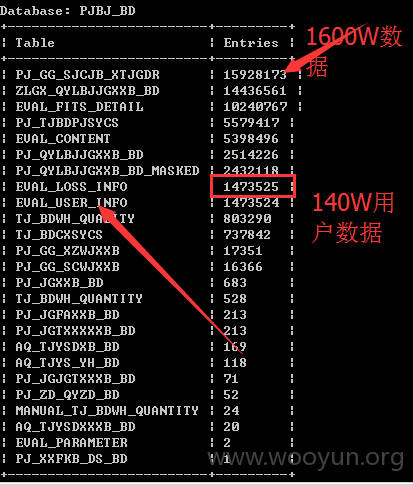 Database: PJBJ_BD
Table Entries
PJ_GG_SJCJB_XTJGDR 15928173
ZLGX_QYLBJJGXXB_BD 14436561
EVAL_FITS_DETAIL 10240767
PJ_TJBDPJSYCS 5579417
EVAL_CONTENT 5398496
PJ_QYLBJJGXXB_BD 2514226
PJ_QYLBJJGXXB_BD_MASKED 2432118
EVAL_LOSS_INFO 1473525
EVAL_USER_INFO 1473524
TJ_BDWH_QUALITY 803290
TJ_BDCXSYCS 737842
PJ_GG_XZWJXXB 17351
PJ_GG_SCWJXXB 16366
PJ_JGXXB_BD 683
TJ_BDWH_QUANTITY 528
PJ_JGFAXXB_BD 213
PJ_JGTXXXXXB_BD 213
AQ_TJYSDXB_BD 169
AQ_TJYS_YH_BD 118
PJ_JGJGTXXXB_BD 71
PJ_ZD_QYZD_BD 52
MANUAL_TJ_BDWH_QUANTITY 24
AQ_TJYSDXXXB_BD 20
EVAL_PARAMETER 2
PJ_XXFKB_DS_BD 1
1600W数
据
140W用
户数据
www.wooyun.org